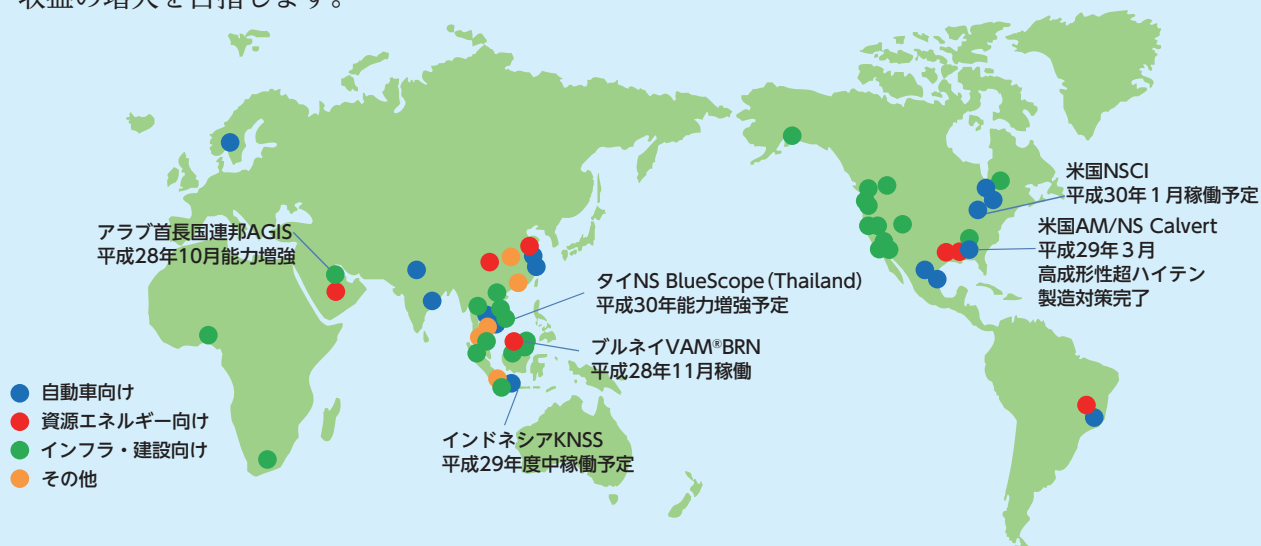 収益の増大を目指します。
米国NSCI
平成30年1月稼働予定
米国AM/NS Calvert
平成29年3月
高成形性超ハイテン
製造対策完了
アラブ首長国連邦AGIS
平成28年10月能力増強
タイNS BlueScope(Thailand)
平成30年能力増強予定
ブルネイVAM®BRN
平成28年11月稼働
インドネシアKNSS
平成29年度中稼働予定
自動車向け
資源エネルギー向け
インフラ・建設向け
その他